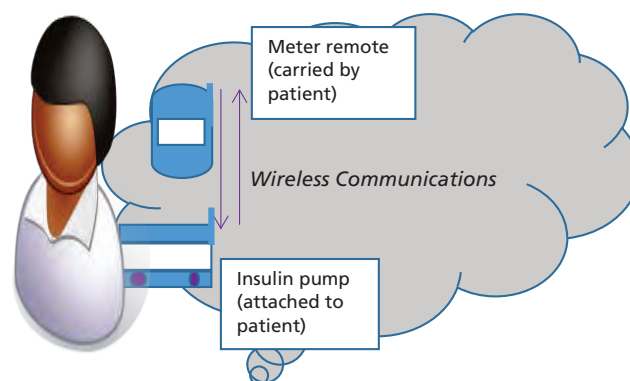 Meter remote
(carried by
patient)
Wireless Communications
Insulin pump
(attached to
patient)